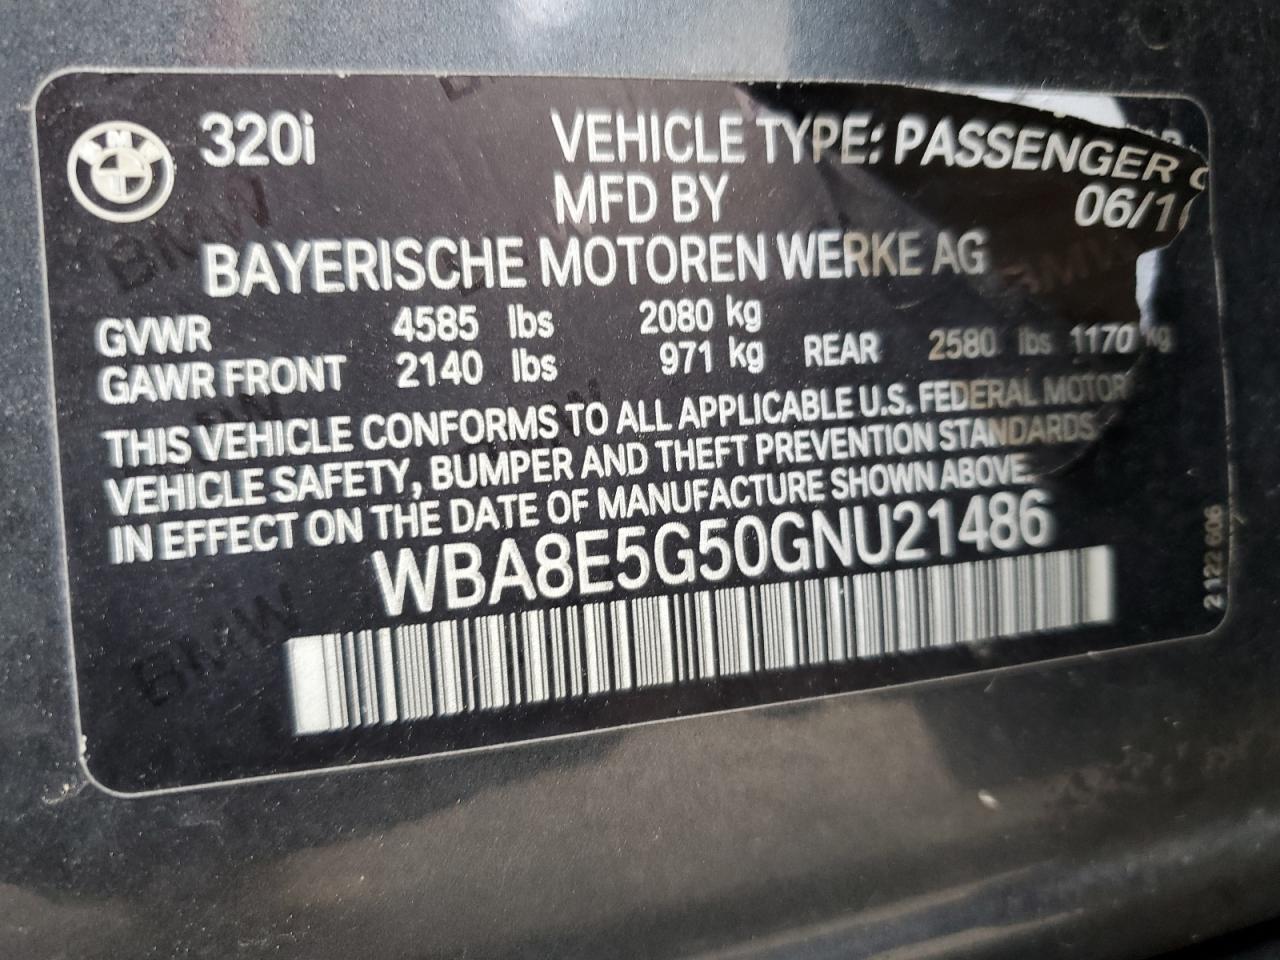 BMW
320i
VEHICLE TYPE: PASSENGER C
MFD BY
06/16
BAYERISCHE MOTOREN WERKE AG
GVWR 4585 lbs 2080 kg
GAWR FRONT 2140 lbs 971 kg REAR 2580 lbs 1170 kg
THIS VEHICLE CONFORMS TO ALL APPLICABLE U.S. FEDERAL MOTOR
VEHICLE SAFETY, BUMPER AND THEFT PREVENTION STANDARDS
IN EFFECT ON THE DATE OF MANUFACTURE SHOWN ABOVE.
WBA8E5G50GNU21486
2 122 606